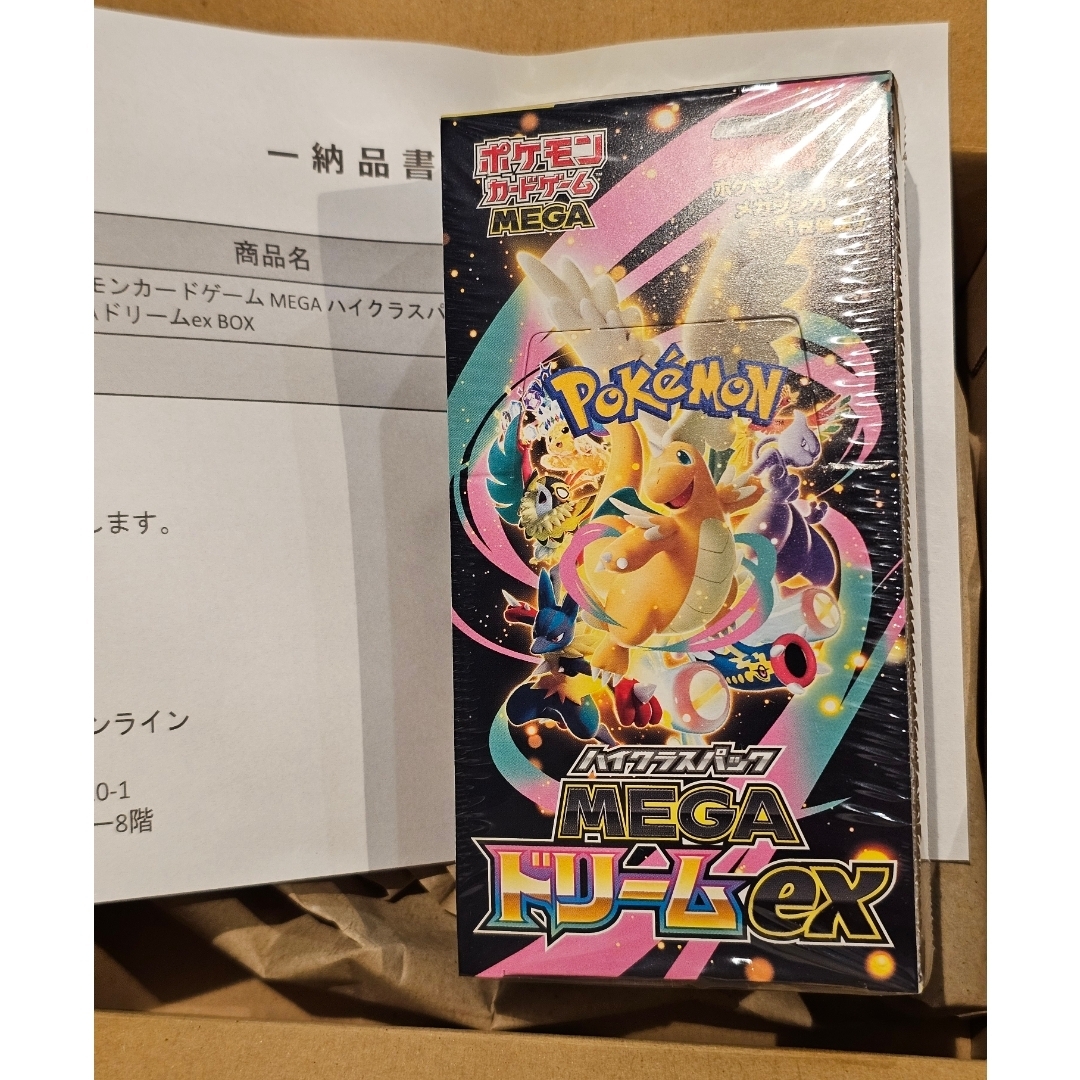 一納品書
商品名
モンカードゲーム MEGA ハイクラスパ
ドリームex BOX
します。
ンライン
0-1
ー8階
ポケモン
カードゲーム
MEGA
POKéMON
ハイクラスパック
MEGA
ドリームex